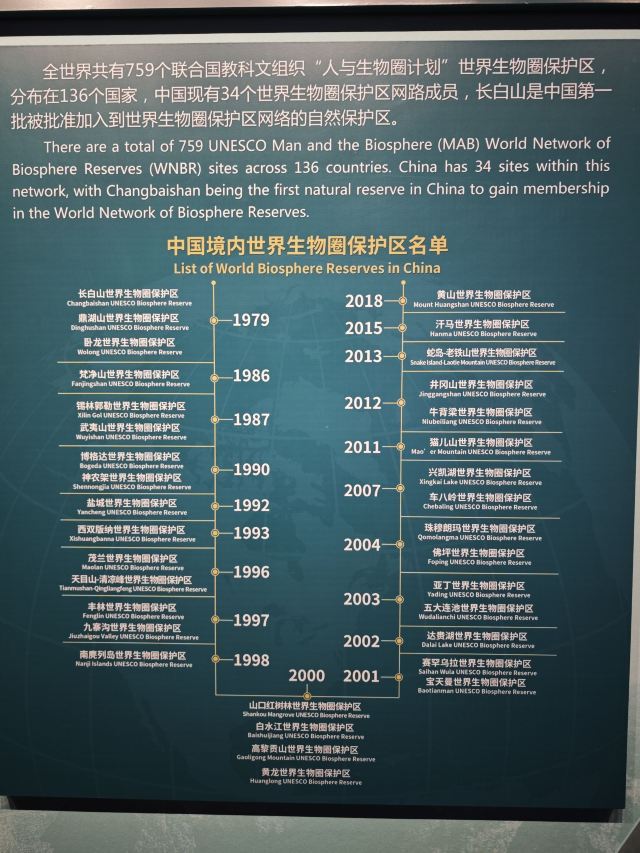 全世界共有759个联合国教科文组织“人与生物圈计划”世界生物圈保护区，
分布在136个国家，中国现有34个世界生物圈保护区网路成员，长白山是中国第一
批被批准加入到世界生物圈保护区网络的自然保护区。
There are a total of 759 UNESCO Man and the Biosphere (MAB) World Network of
Biosphere Reserves (WNBR) sites across 136 countries. China has 34 sites within this
network, with Changbaishan being the first natural reserve in China to gain membership
in the World Network of Biosphere Reserves.
中国境内世界生物圈保护区名单
List of World Biosphere Reserves in China
长白山世界生物圈保护区
Changbaishan UNESCO Biosphere Reserve
鼎湖山世界生物圈保护区
Dinghushan UNESCO Biosphere Reserve
卧龙世界生物圈保护区
Wolong UNESCO Biosphere Reserve
1979
梵净山世界生物圈保护区
Fanjingshan UNESCO Biosphere Reserve
1986
锡林郭勒世界生物圈保护区
Xilin Gol UNESCO Biosphere Reserve
武夷山世界生物圈保护区
Wuyishan UNESCO Biosphere Reserve
1987
博格达世界生物圈保护区
Bogeda UNESCO Biosphere Reserve
神农架世界生物圈保护区
Shennongjia UNESCO Biosphere Reserve
1990
盐城世界生物圈保护区
Yancheng UNESCO Biosphere Reserve
1992
西双版纳世界生物圈保护区
Xishuangbanna UNESCO Biosphere Reserve
1993
茂兰世界生物圈保护区
Maolan UNESCO Biosphere Reserve
天目山-清凉峰世界生物圈保护区
Tianmushan-Qingliangfeng UNESCO Biosphere Reserve
1996
丰林世界生物圈保护区
Fenglin UNESCO Biosphere Reserve
九寨沟世界生物圈保护区
Jiuzhaigou Valley UNESCO Biosphere Reserve
1997
南麂列岛世界生物圈保护区
Nanji Islands UNESCO Biosphere Reserve
1998
2000
山口红树林世界生物圈保护区
Shankou Mangrove UNESCO Biosphere Reserve
白水江世界生物圈保护区
Baishuijiang UNESCO Biosphere Reserve
高黎贡山世界生物圈保护区
Gaoligong Mountain UNESCO Biosphere Reserve
黄龙世界生物圈保护区
Huanglong UNESCO Biosphere Reserve
2018
黄山世界生物圈保护区
Mount Huangshan UNESCO Biosphere Reserve
2015
汗马世界生物圈保护区
Hanma UNESCO Biosphere Reserve
2013
蛇岛-老铁山世界生物圈保护区
Snake Island-Laotie Mountain UNESCO Biosphere Reserve
2012
井冈山世界生物圈保护区
Jinggangshan UNESCO Biosphere Reserve
牛背梁世界生物圈保护区
Niubeiliang UNESCO Biosphere Reserve
2011
猫儿山世界生物圈保护区
Mao’er Mountain UNESCO Biosphere Reserve
2007
兴凯湖世界生物圈保护区
Xingkai Lake UNESCO Biosphere Reserve
车八岭世界生物圈保护区
Chebaling UNESCO Biosphere Reserve
2004
珠穆朗玛世界生物圈保护区
Qomolangma UNESCO Biosphere Reserve
佛坪世界生物圈保护区
Foping UNESCO Biosphere Reserve
2003
亚丁世界生物圈保护区
Yading UNESCO Biosphere Reserve
五大连池世界生物圈保护区
Wudalianchi UNESCO Biosphere Reserve
2002
达赉湖世界生物圈保护区
Dalai Lake UNESCO Biosphere Reserve
2001
赛罕乌拉世界生物圈保护区
Saihan Wula UNESCO Biosphere Reserve
宝天曼世界生物圈保护区
Baotianman UNESCO Biosphere Reserve